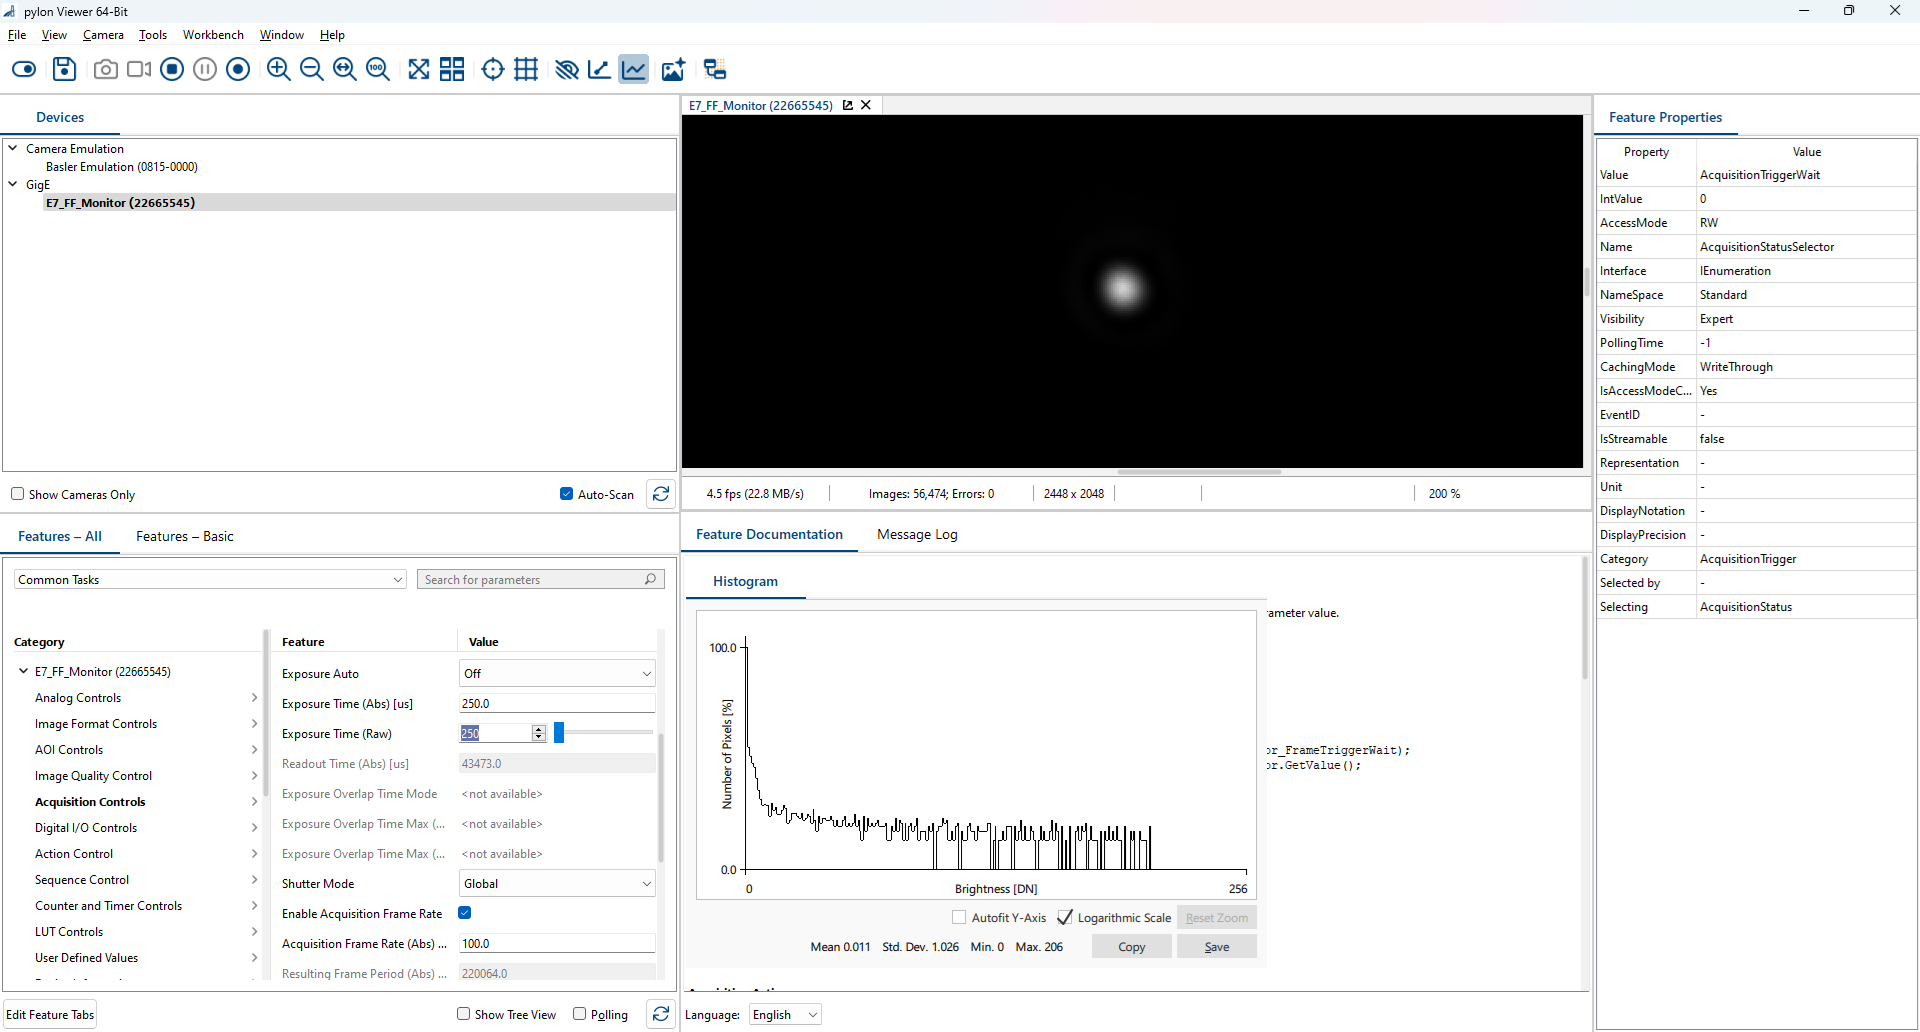 pylon Viewer 64-Bit
File View Camera Tools Workbench Window Help
100
Devices
Camera Emulation
Basler Emulation (0815-0000)
GigE
E7_FF_Monitor (22665545)
Show Cameras Only
Auto-Scan
Features – All Features – Basic
Common Tasks
Search for parameters
Category
E7_FF_Monitor (22665545)
Analog Controls
Image Format Controls
AOI Controls
Image Quality Control
Acquisition Controls
Digital I/O Controls
Action Control
Sequence Control
Counter and Timer Controls
LUT Controls
User Defined Values
Feature Value
Exposure Auto Off
Exposure Time (Abs) [us] 250.0
Exposure Time (Raw) 250
Readout Time (Abs) [us] 43473.0
Exposure Overlap Time Mode <not available>
Exposure Overlap Time Max (... <not available>
Exposure Overlap Time Max (... <not available>
Shutter Mode Global
Enable Acquisition Frame Rate
Acquisition Frame Rate (Abs) ... 100.0
Resulting Frame Period (Abs) ... 220064.0
Edit Feature Tabs
Show Tree View
Polling
E7_FF_Monitor (22665545)
4.5 fps (22.8 MB/s) Images: 56,474; Errors: 0 2448 x 2048 200 %
Feature Documentation Message Log
Histogram
rameter value.
100.0
Number of Pixels [%]
0.0
0 Brightness [DN] 256
or_FrameTriggerWait);
or.GetValue();
Autofit Y-Axis Logarithmic Scale Reset Zoom
Mean 0.011 Std. Dev. 1.026 Min. 0 Max. 206 Copy Save
Language: English
Feature Properties
Property Value
Value AcquisitionTriggerWait
IntValue 0
AccessMode RW
Name AcquisitionStatusSelector
Interface IEnumeration
NameSpace Standard
Visibility Expert
PollingTime -1
CachingMode WriteThrough
IsAccessModeC... Yes
EventID -
IsStreamable false
Representation -
Unit -
DisplayNotation -
DisplayPrecision -
Category AcquisitionTrigger
Selected by -
Selecting AcquisitionStatus